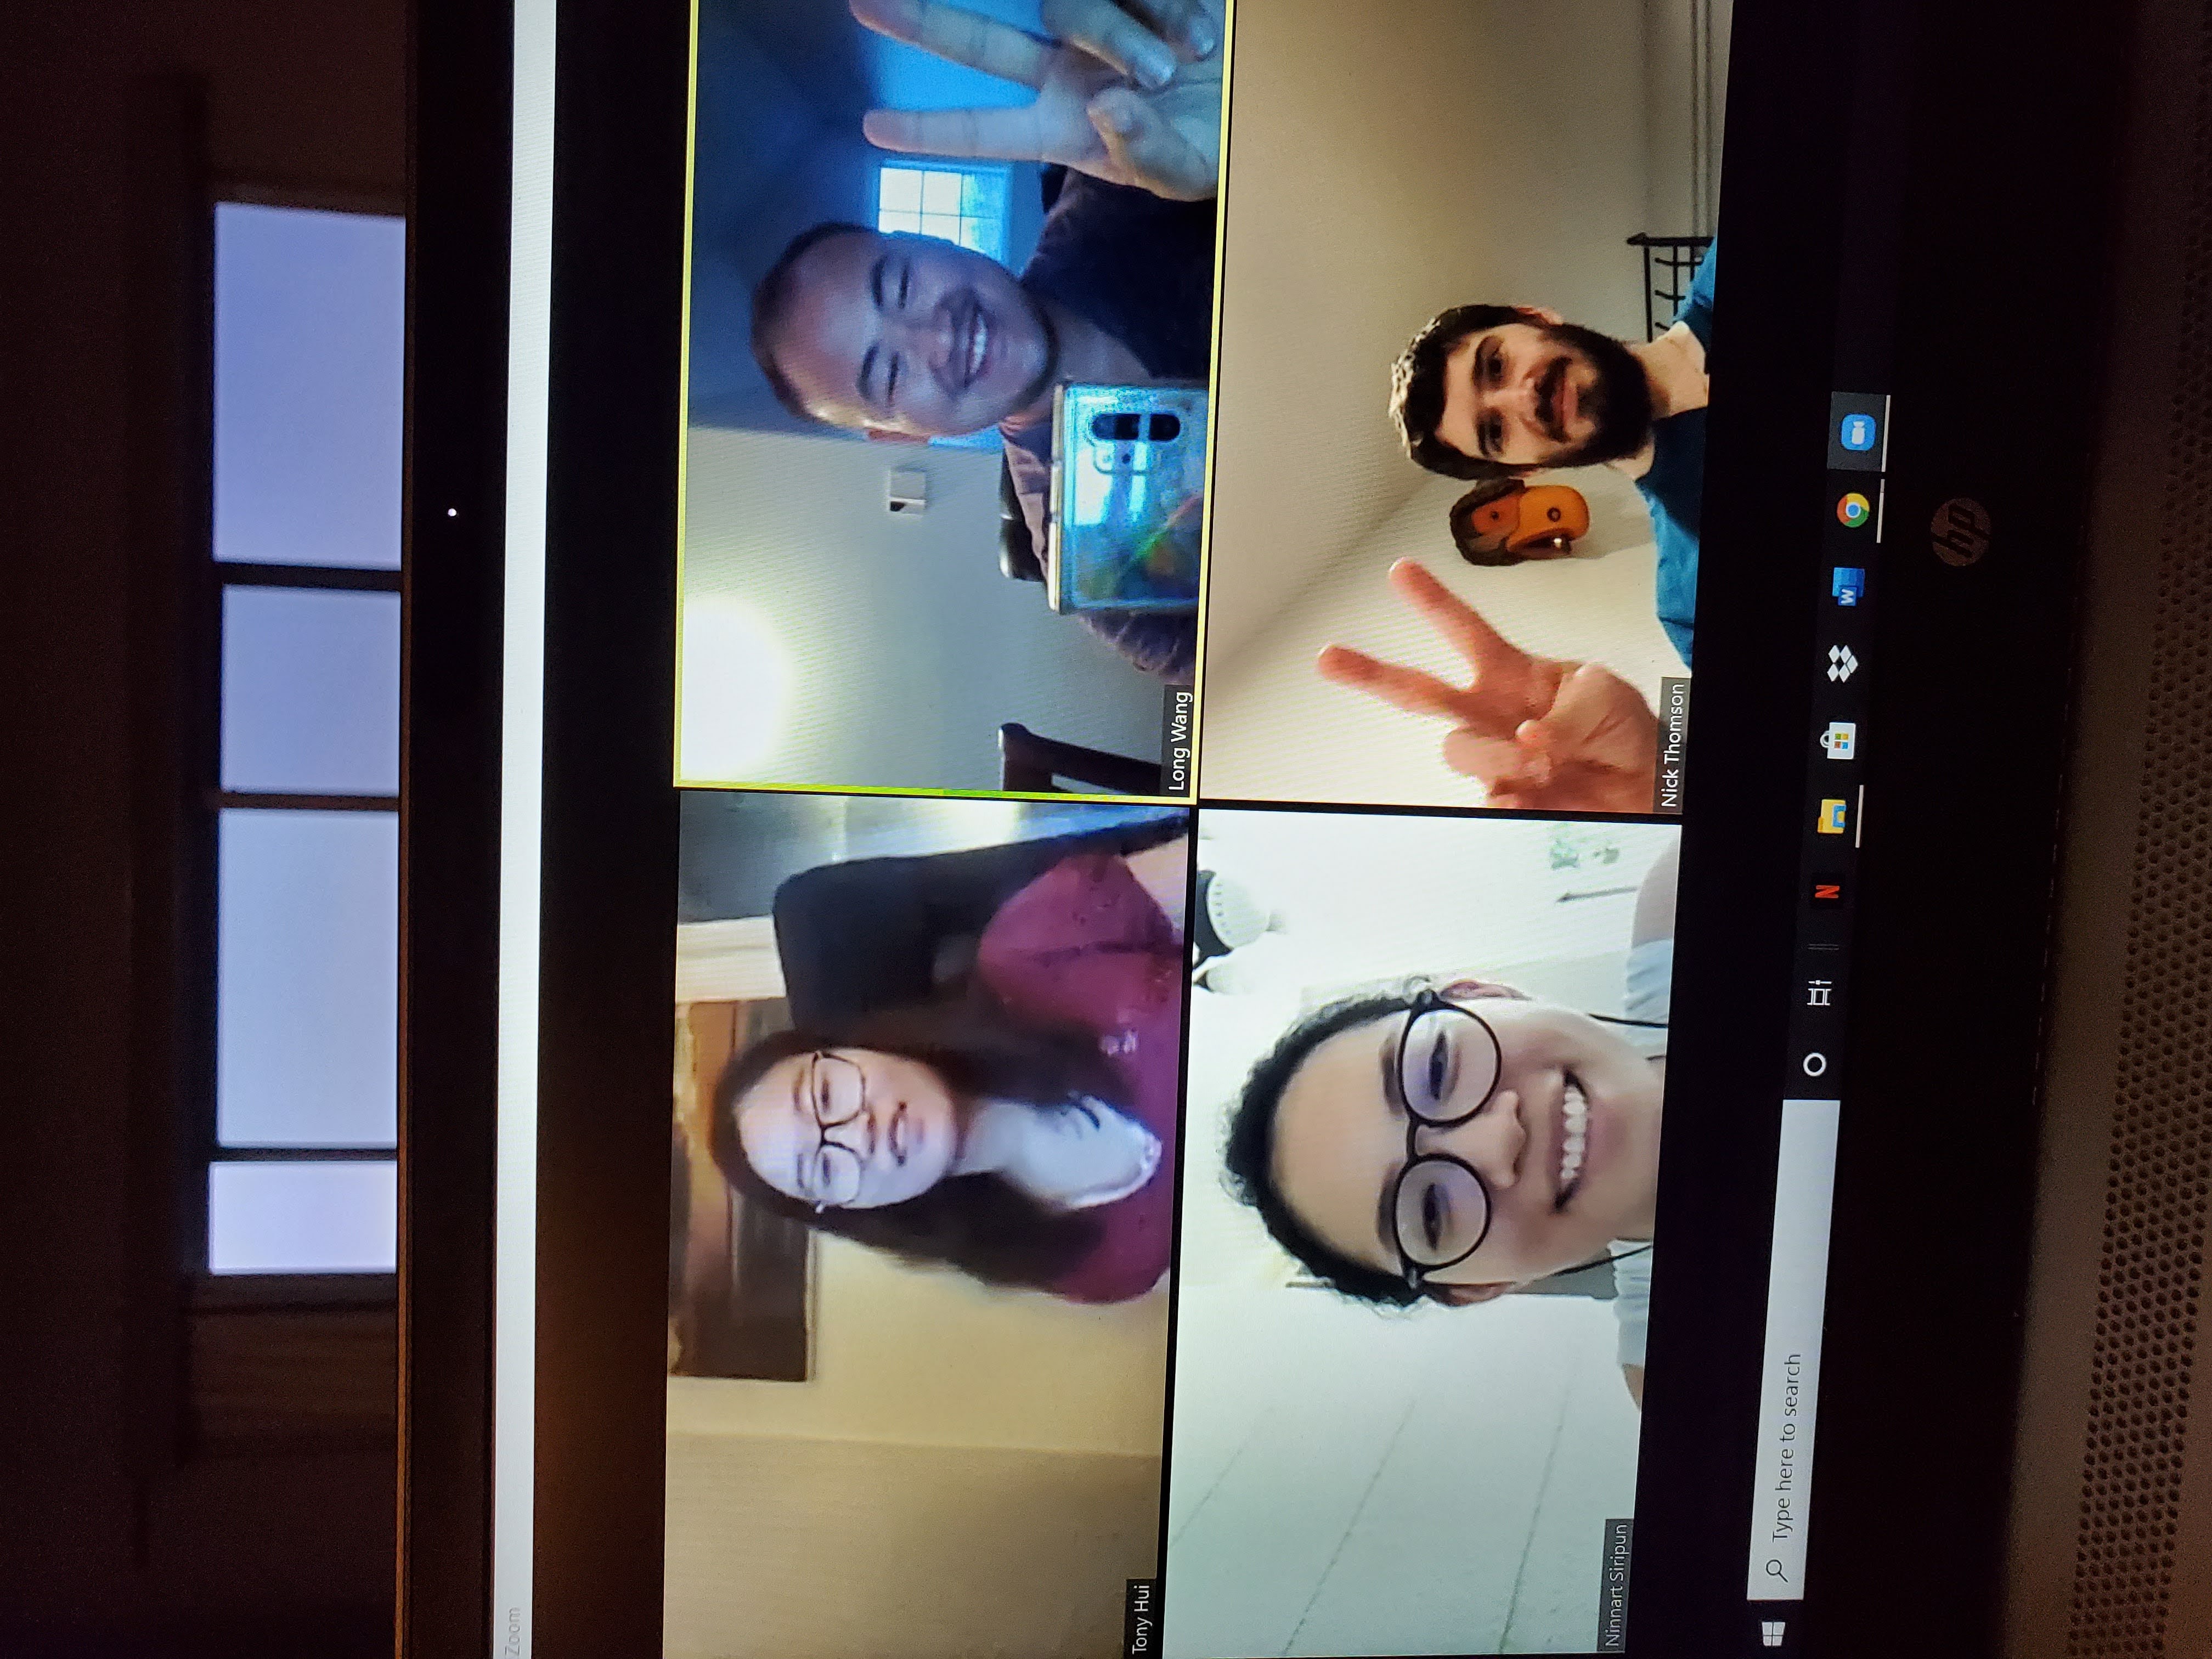 Zoom
Tony Hui
Long Wang
Ninnart Siripun
Nick Thomson
Type here to search
N
W
hp